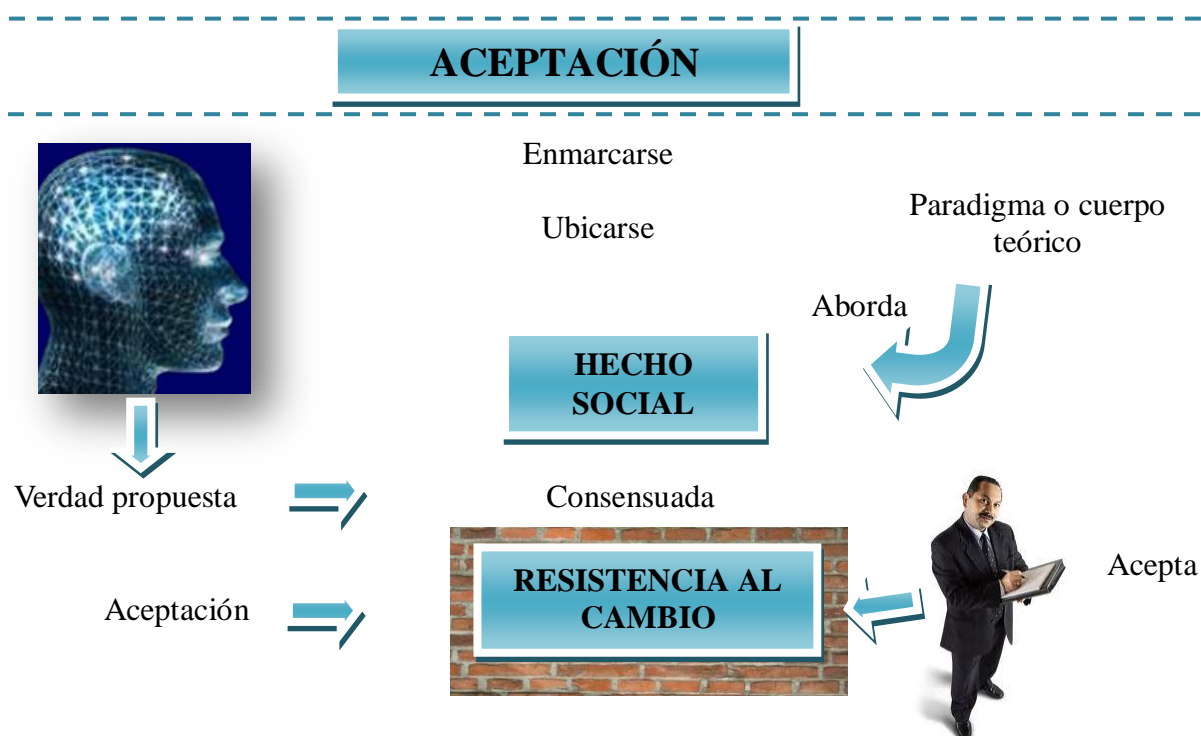 ACEPTACIÓN
Enmarcarse
Ubicarse
Paradigma o cuerpo
teórico
Aborda
HECHO
SOCIAL
Verdad propuesta
Consensuada
Aceptación
RESISTENCIA AL
CAMBIO
Acepta